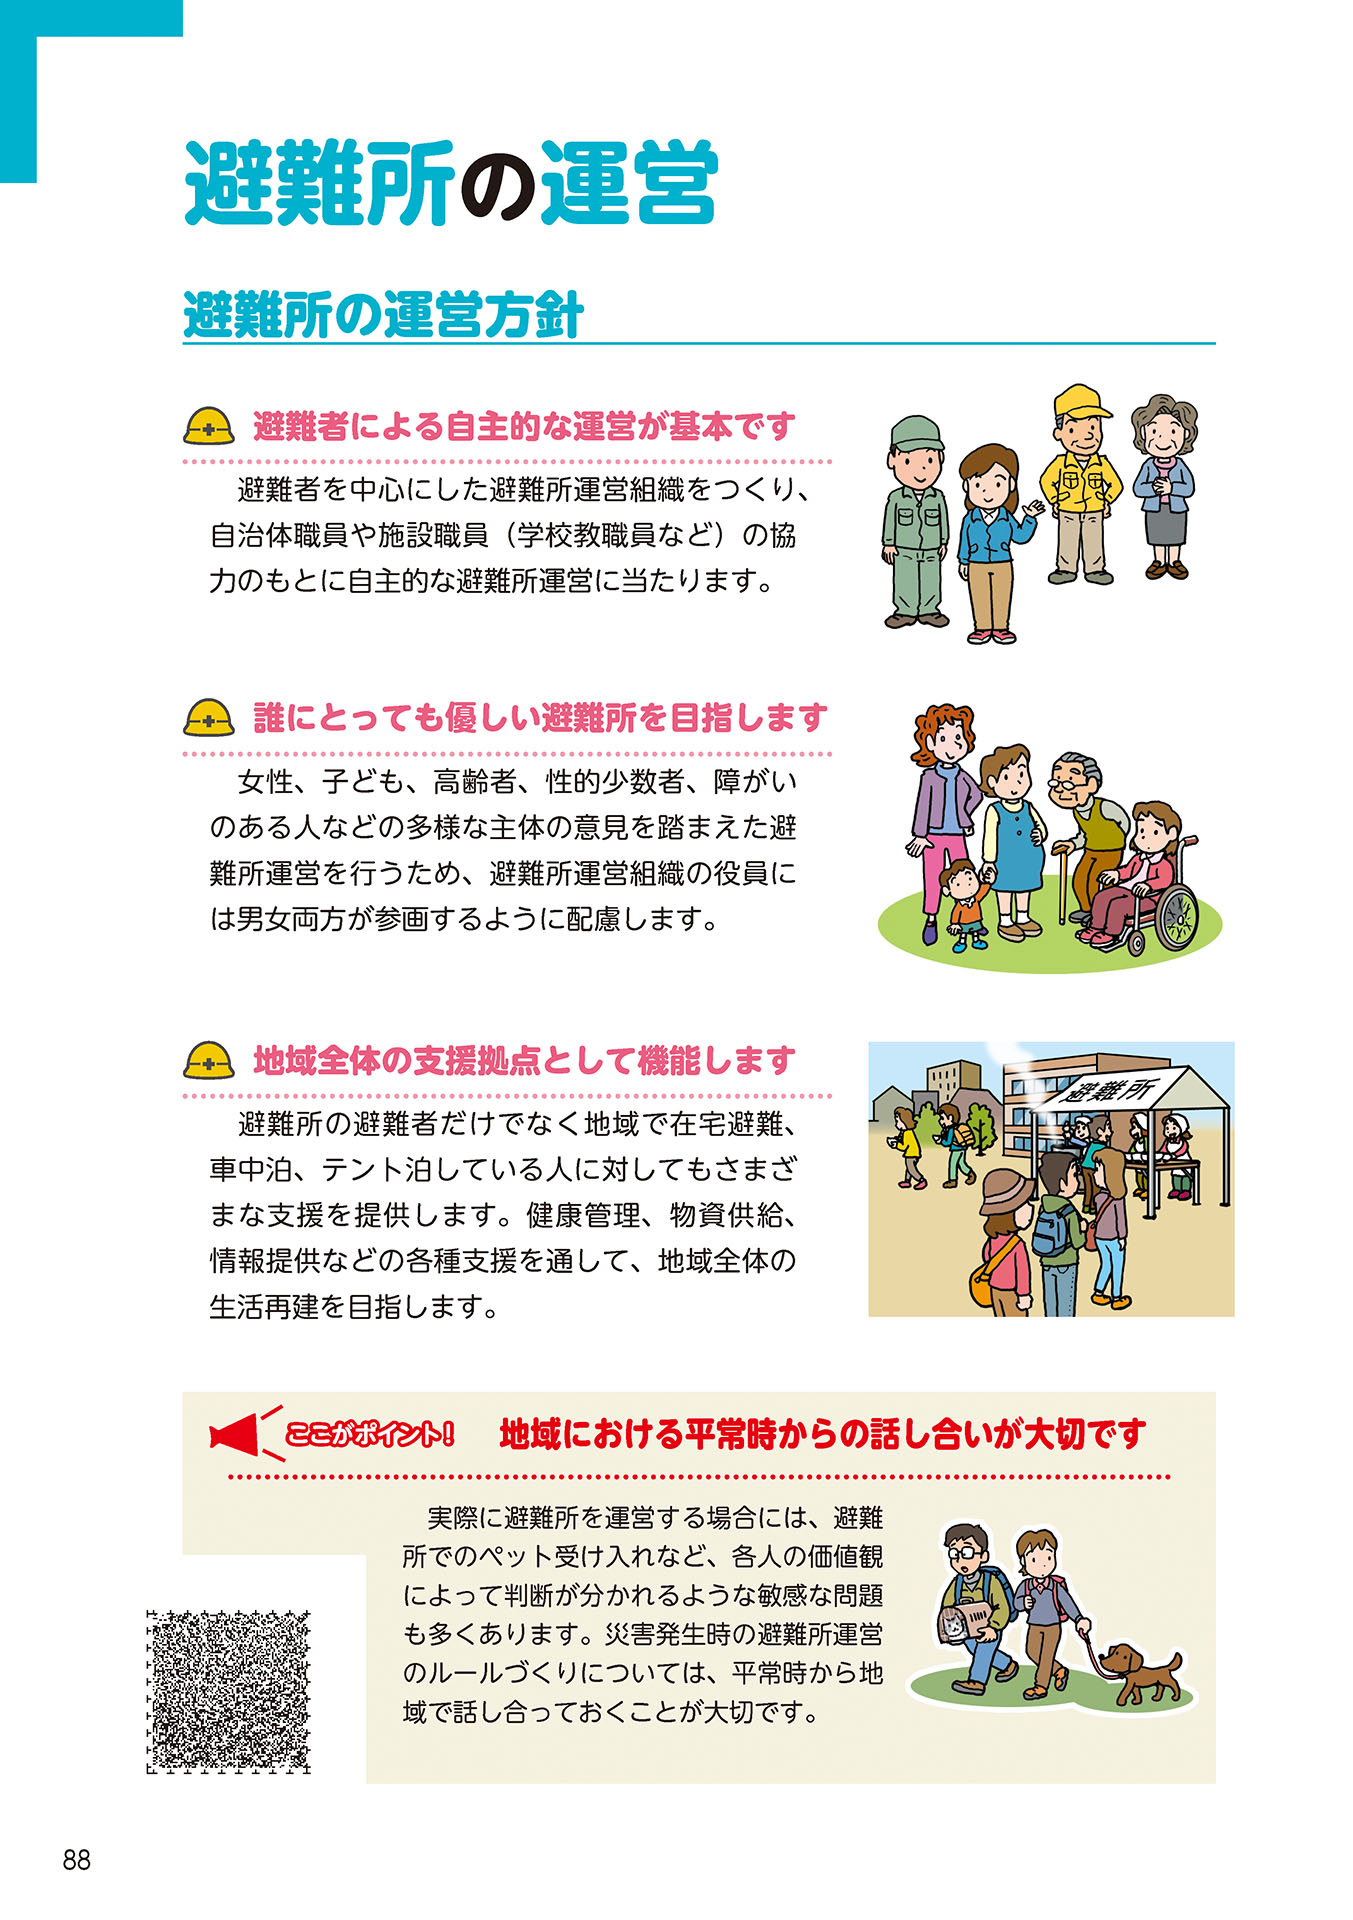 避難所の運営
避難所の運営方針
避難者による自主的な運営が基本です
避難者を中心にした避難所運営組織をつくり、
自治体職員や施設職員（学校教職員など）の協
力のもとに自主的な避難所運営に当たります。
誰にとっても優しい避難所を目指します
女性、子ども、高齢者、性的少数者、障がい
のある人などの多様な主体の意見を踏まえた避
難所運営を行うため、避難所運営組織の役員に
は男女両方が参画するように配慮します。
地域全体の支援拠点として機能します
避難所の避難者だけでなく地域で在宅避難、
車中泊、テント泊している人に対してもさまざ
まな支援を提供します。健康管理、物資供給、
情報提供などの各種支援を通して、地域全体の
生活再建を目指します。
避難所
ここがポイント！ 地域における平常時からの話し合いが大切です
実際に避難所を運営する場合には、避難
所でのペット受け入れなど、各人の価値観
によって判断が分かれるような敏感な問題
も多くあります。災害発生時の避難所運営
のルールづくりについては、平常時から地
域で話し合っておくことが大切です。
88